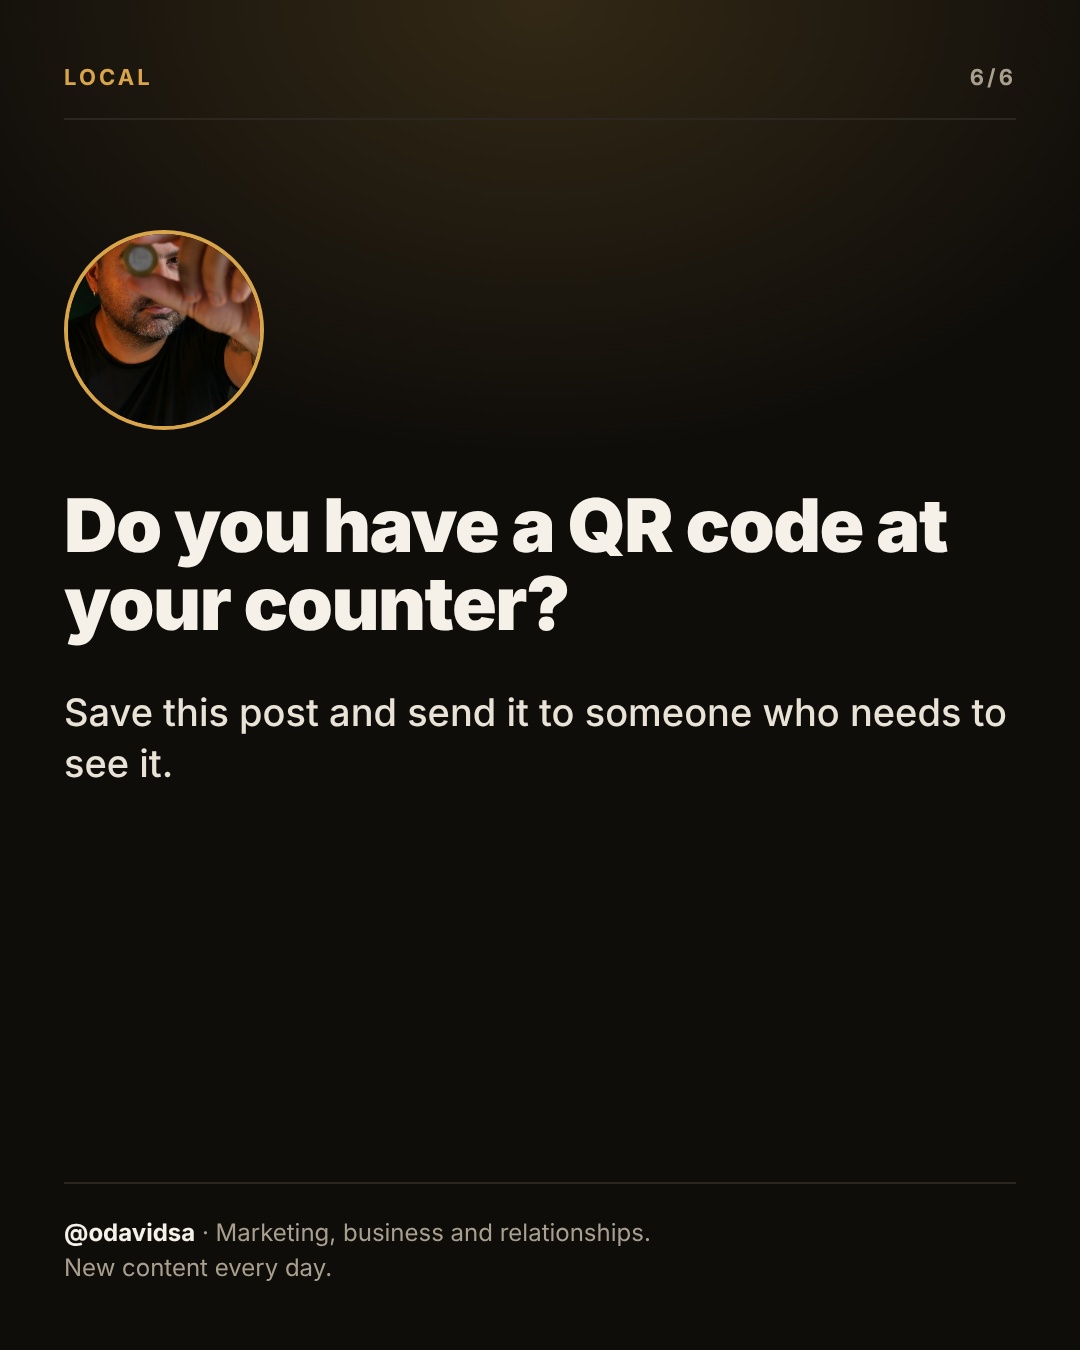 LOCAL
6/6
Do you have a QR code at
your counter?
Save this post and send it to someone who needs to
see it.
@odavidsa · Marketing, business and relationships.
New content every day.